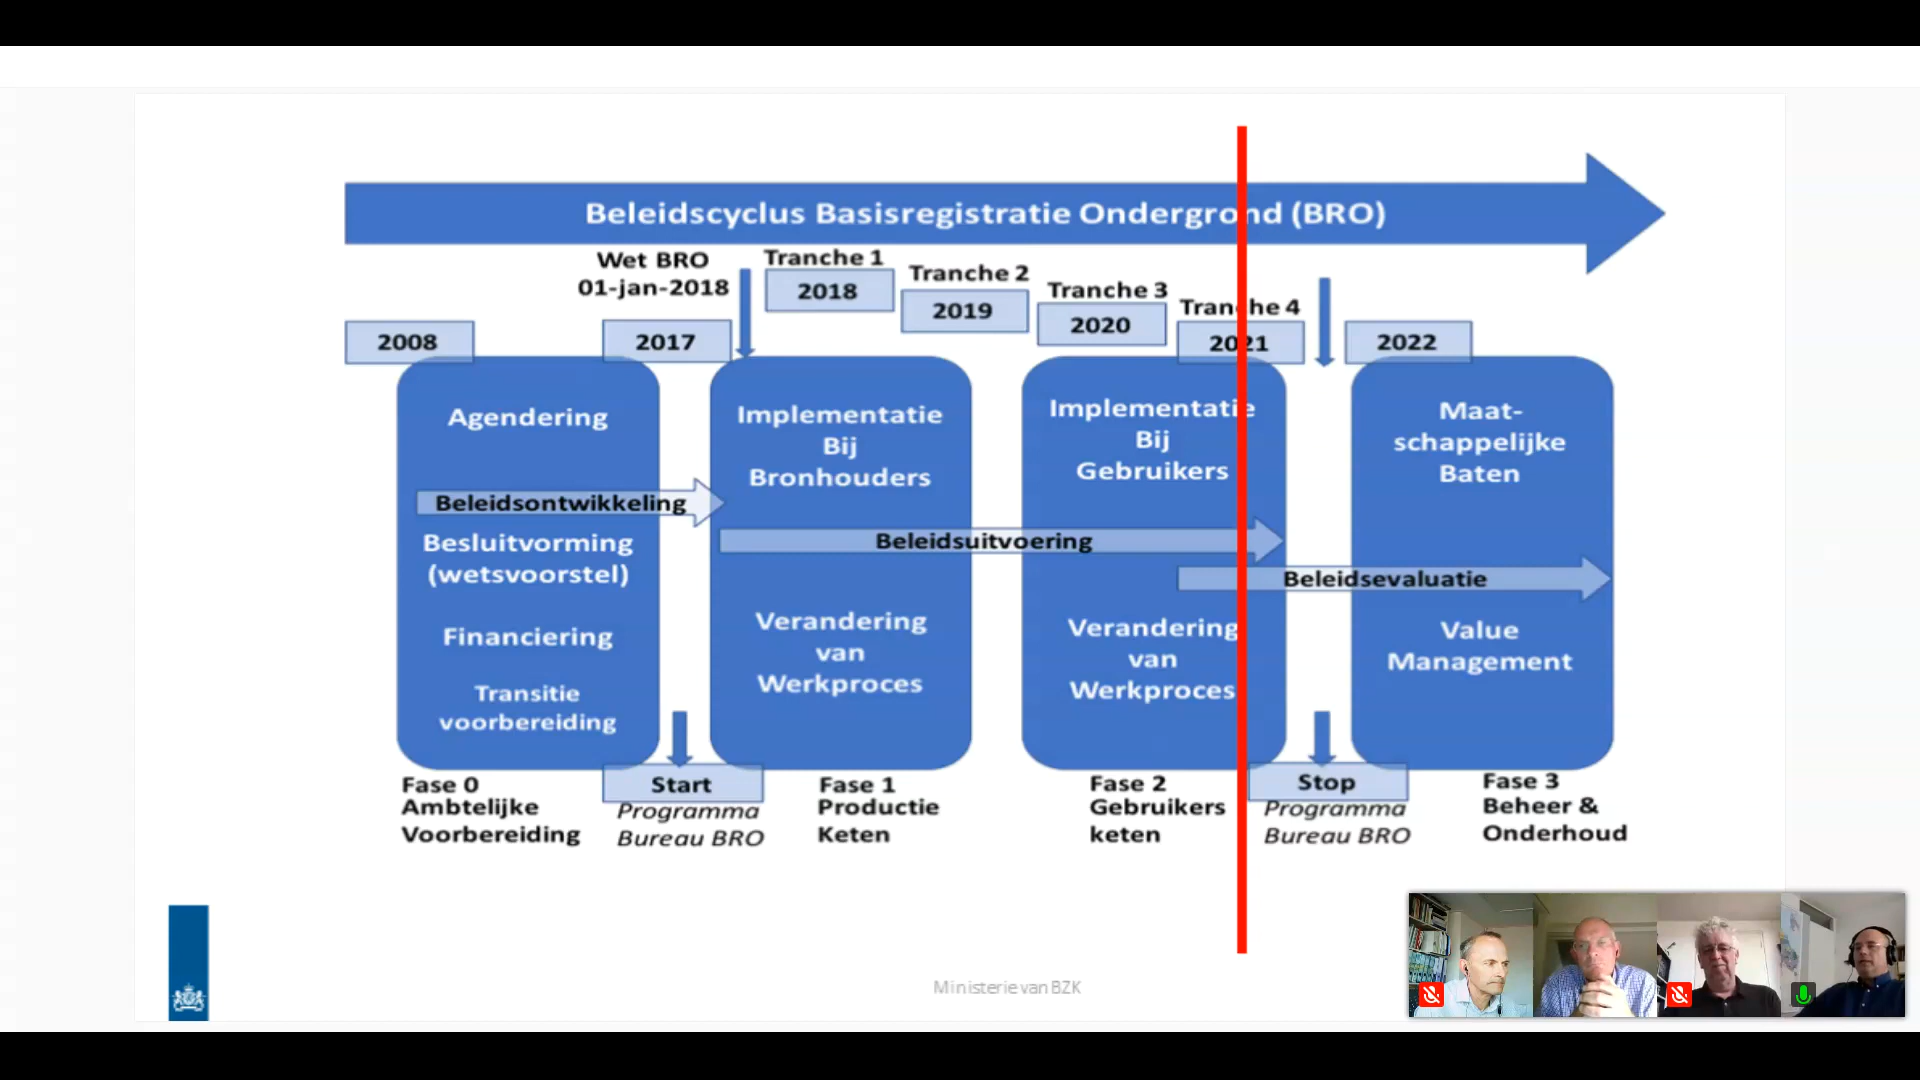 Beleidscyclus Basisregistratie Ondergrond (BRO)
Wet BRO
01-jan-2018
Tranche 1
2018
Tranche 2
2019
Tranche 3
2020
Tranche 4
2021
2008
2017
2022
Agendering
Beleidsontwikkeling
Besluitvorming
(wetsvoorstel)
Financiering
Transitie
voorbereiding
Implementatie
Bij
Bronhouders
Beleidsuitvoering
Verandering
van
Werkproces
Implementatie
Bij
Gebruikers
Beleidsevaluatie
Verandering
van
Werkproces
Maat-
schappelijke
Baten
Value
Management
Fase 0
Ambtelijke
Voorbereiding
Start
Programma
Bureau BRO
Fase 1
Productie
Keten
Fase 2
Gebruikers
keten
Stop
Programma
Bureau BRO
Fase 3
Beheer &
Onderhoud
Ministerie van BZK